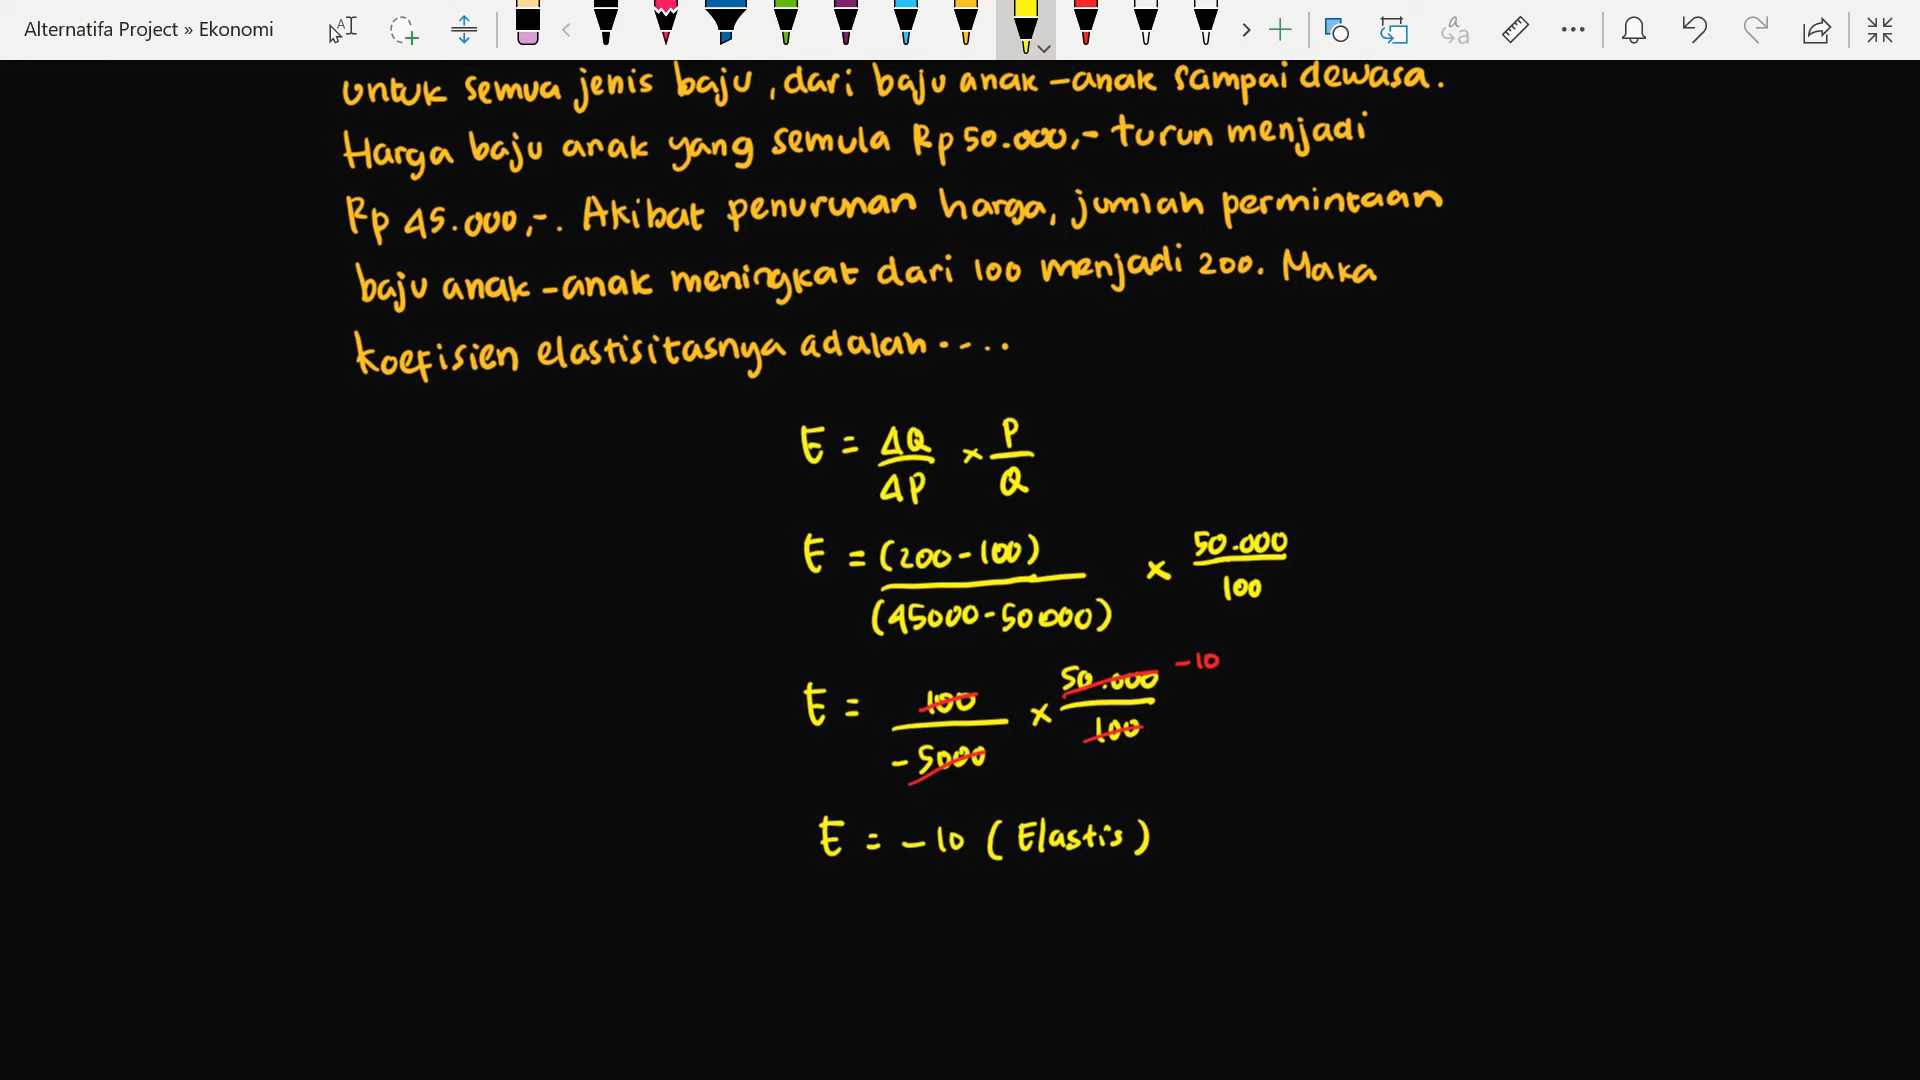 Alternatifa Project » Ekonomi
untuk semua jenis baju, dari baju anak-anak sampai dewasa.
Harga baju anak yang semula Rp 50.000,- turun menjadi
Rp 45.000,-. Akibat penurunan harga, jumlah permintaan
baju anak-anak meningkat dari 100 menjadi 200. Maka
koefisien elastisitasnya adalah ....
E = ΔQ/ΔP × P/Q
E = (200-100)/(45000-50000) × 50.000/100
E = 100/-5000 × 50.000/100 -10
E = -10 (Elastis)